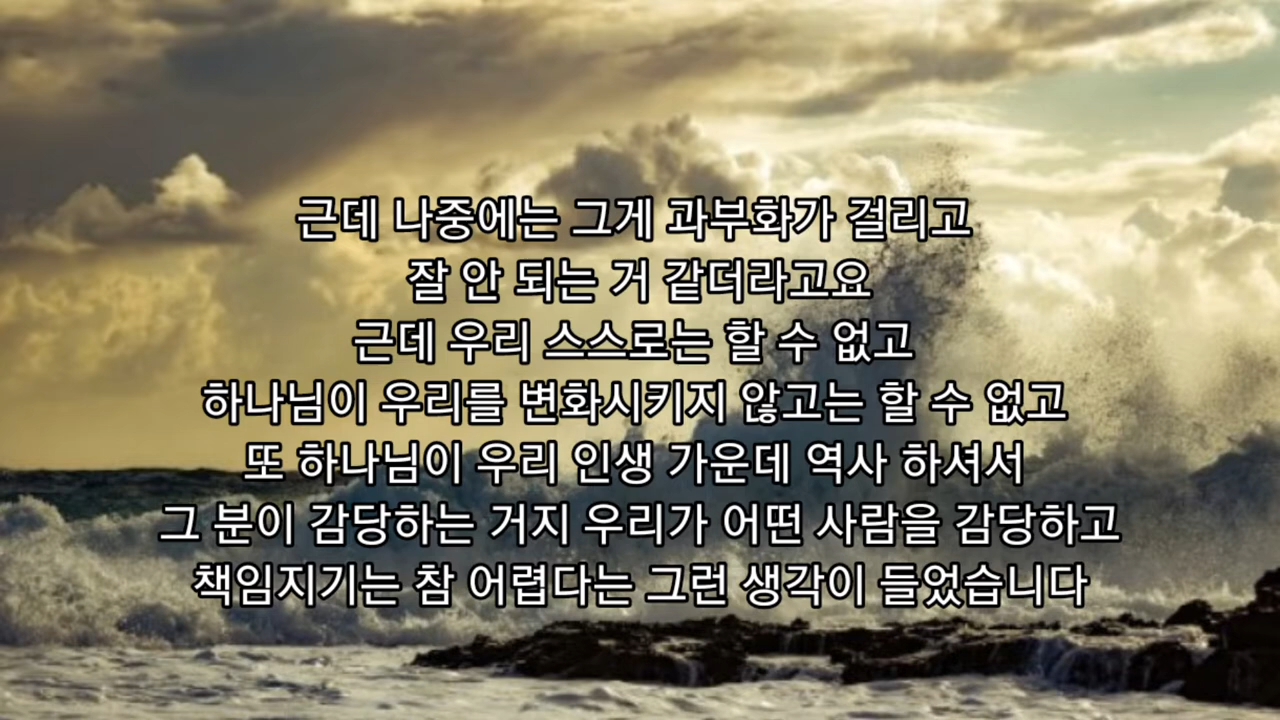 근데 나중에는 그게 과부화가 걸리고
잘 안 되는 거 같더라고요
근데 우리 스스로는 할 수 없고
하나님이 우리를 변화시키지 않고는 할 수 없고
또 하나님이 우리 인생 가운데 역사 하셔서
그 분이 감당하는 거지 우리가 어떤 사람을 감당하고
책임지기는 참 어렵다는 그런 생각이 들었습니다